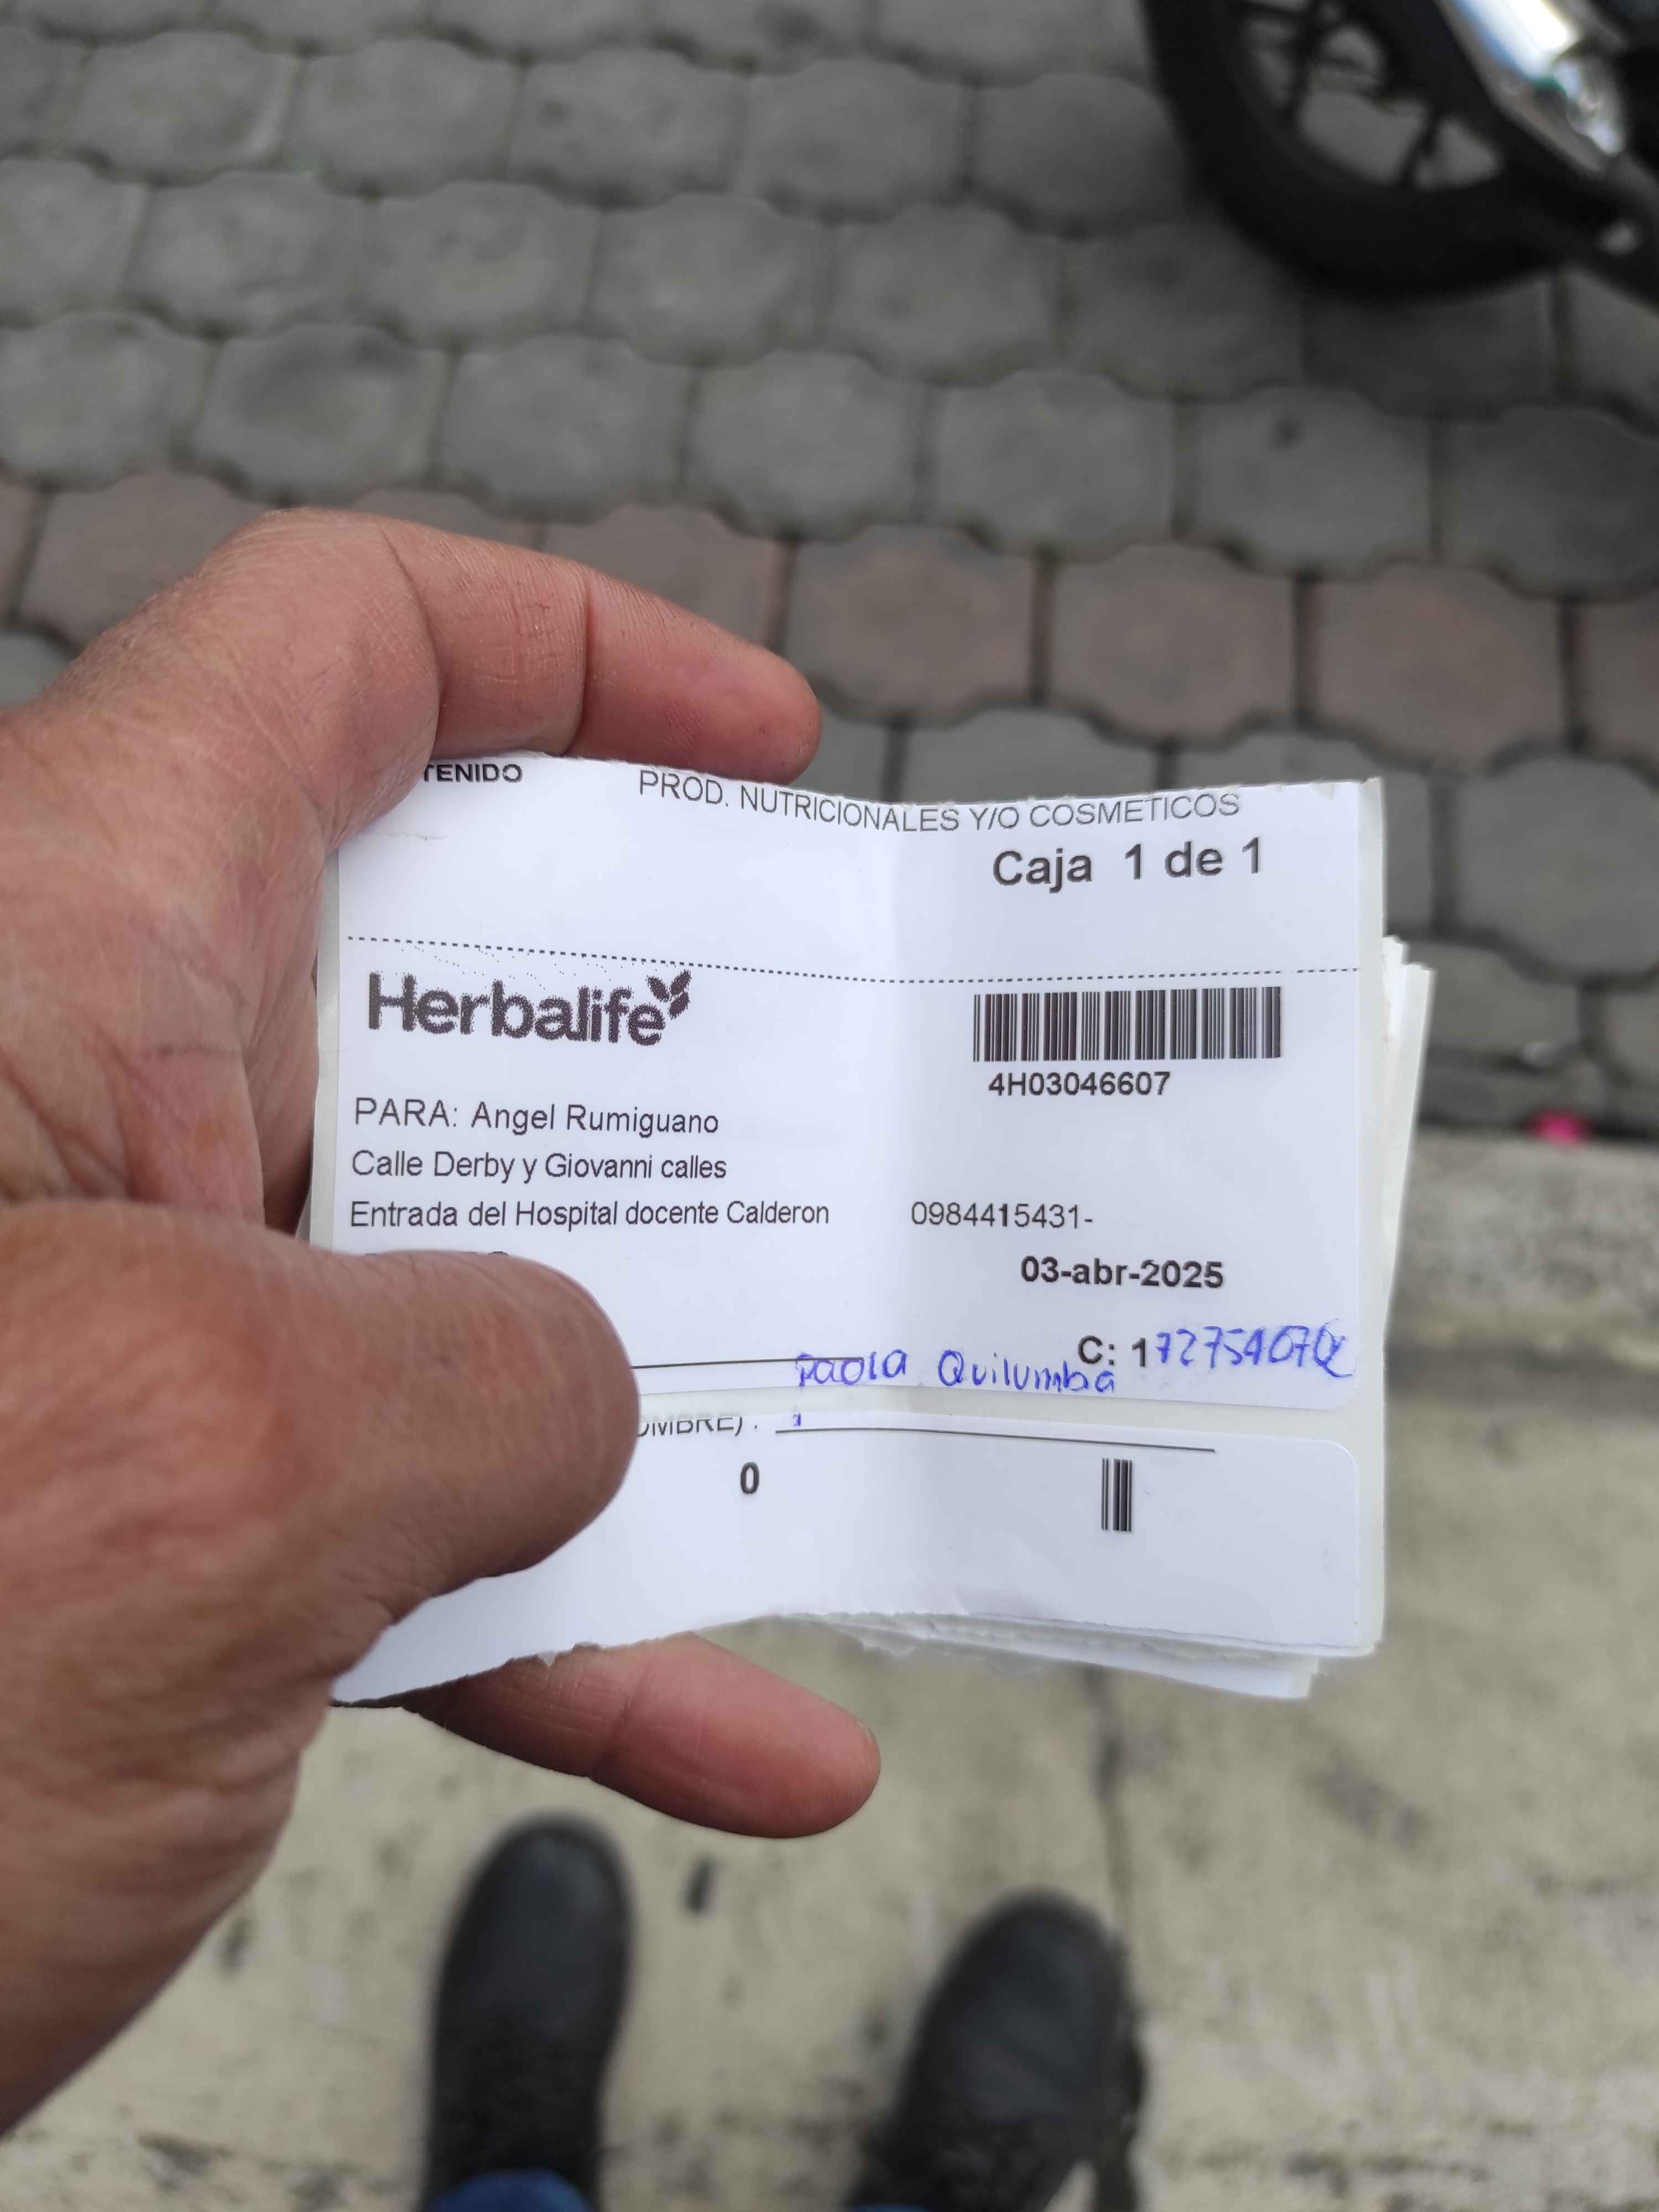 TENIDO PROD. NUTRICIONALES Y/O COSMETICOS
Caja 1 de 1
Herbalife
4H03046607
PARA: Angel Rumiguano
Calle Derby y Giovanni calles
Entrada del Hospital docente Calderon 0984415431-
03-abr-2025
C:
Paola Quilumba
OMBRE) :
0